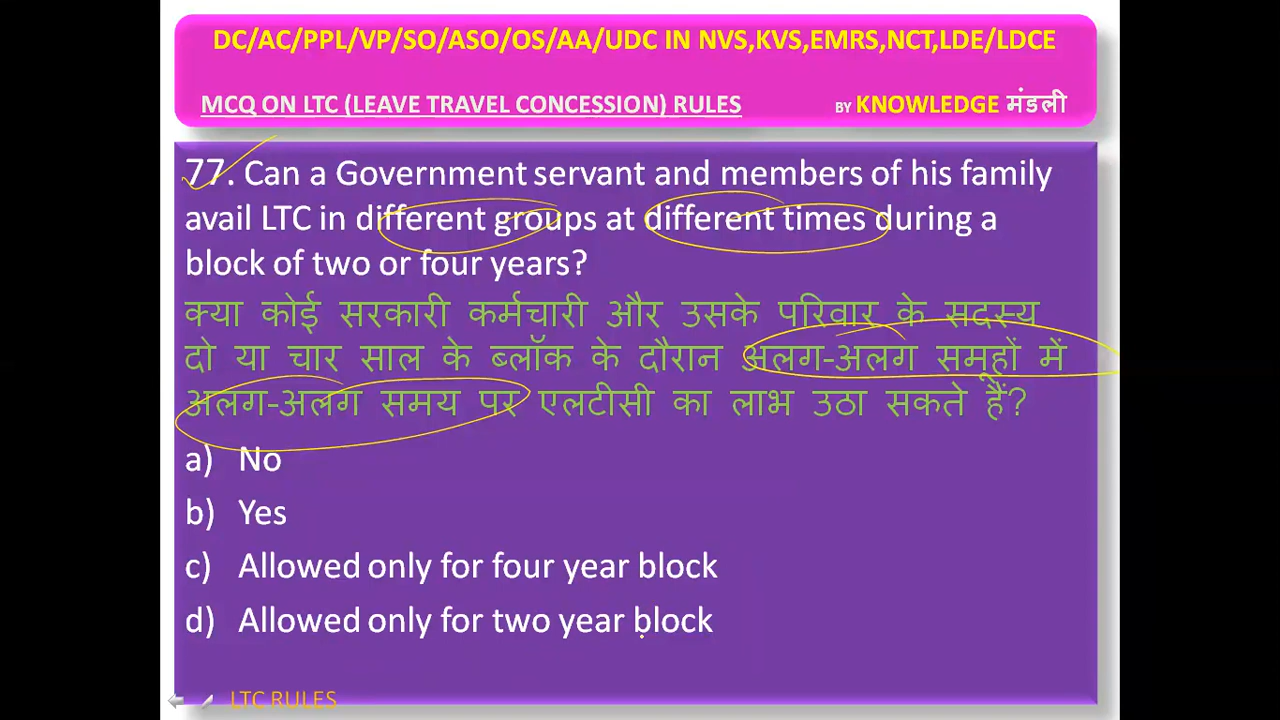 DC/AC/PPL/VP/SO/ASO/OS/AA/UDC IN NVS,KVS,EMRS,NCT,LDE/LDCE
MCQ ON LTC (LEAVE TRAVEL CONCESSION) RULES BY KNOWLEDGE मंडली
77. Can a Government servant and members of his family
avail LTC in different groups at different times during a
block of two or four years?
क्या कोई सरकारी कर्मचारी और उसके परिवार के सदस्य
दो या चार साल के ब्लॉक के दौरान अलग-अलग समूहों में
अलग-अलग समय पर एलटीसी का लाभ उठा सकते हैं?
a) No
b) Yes
c) Allowed only for four year block
d) Allowed only for two year block
LTC RULES